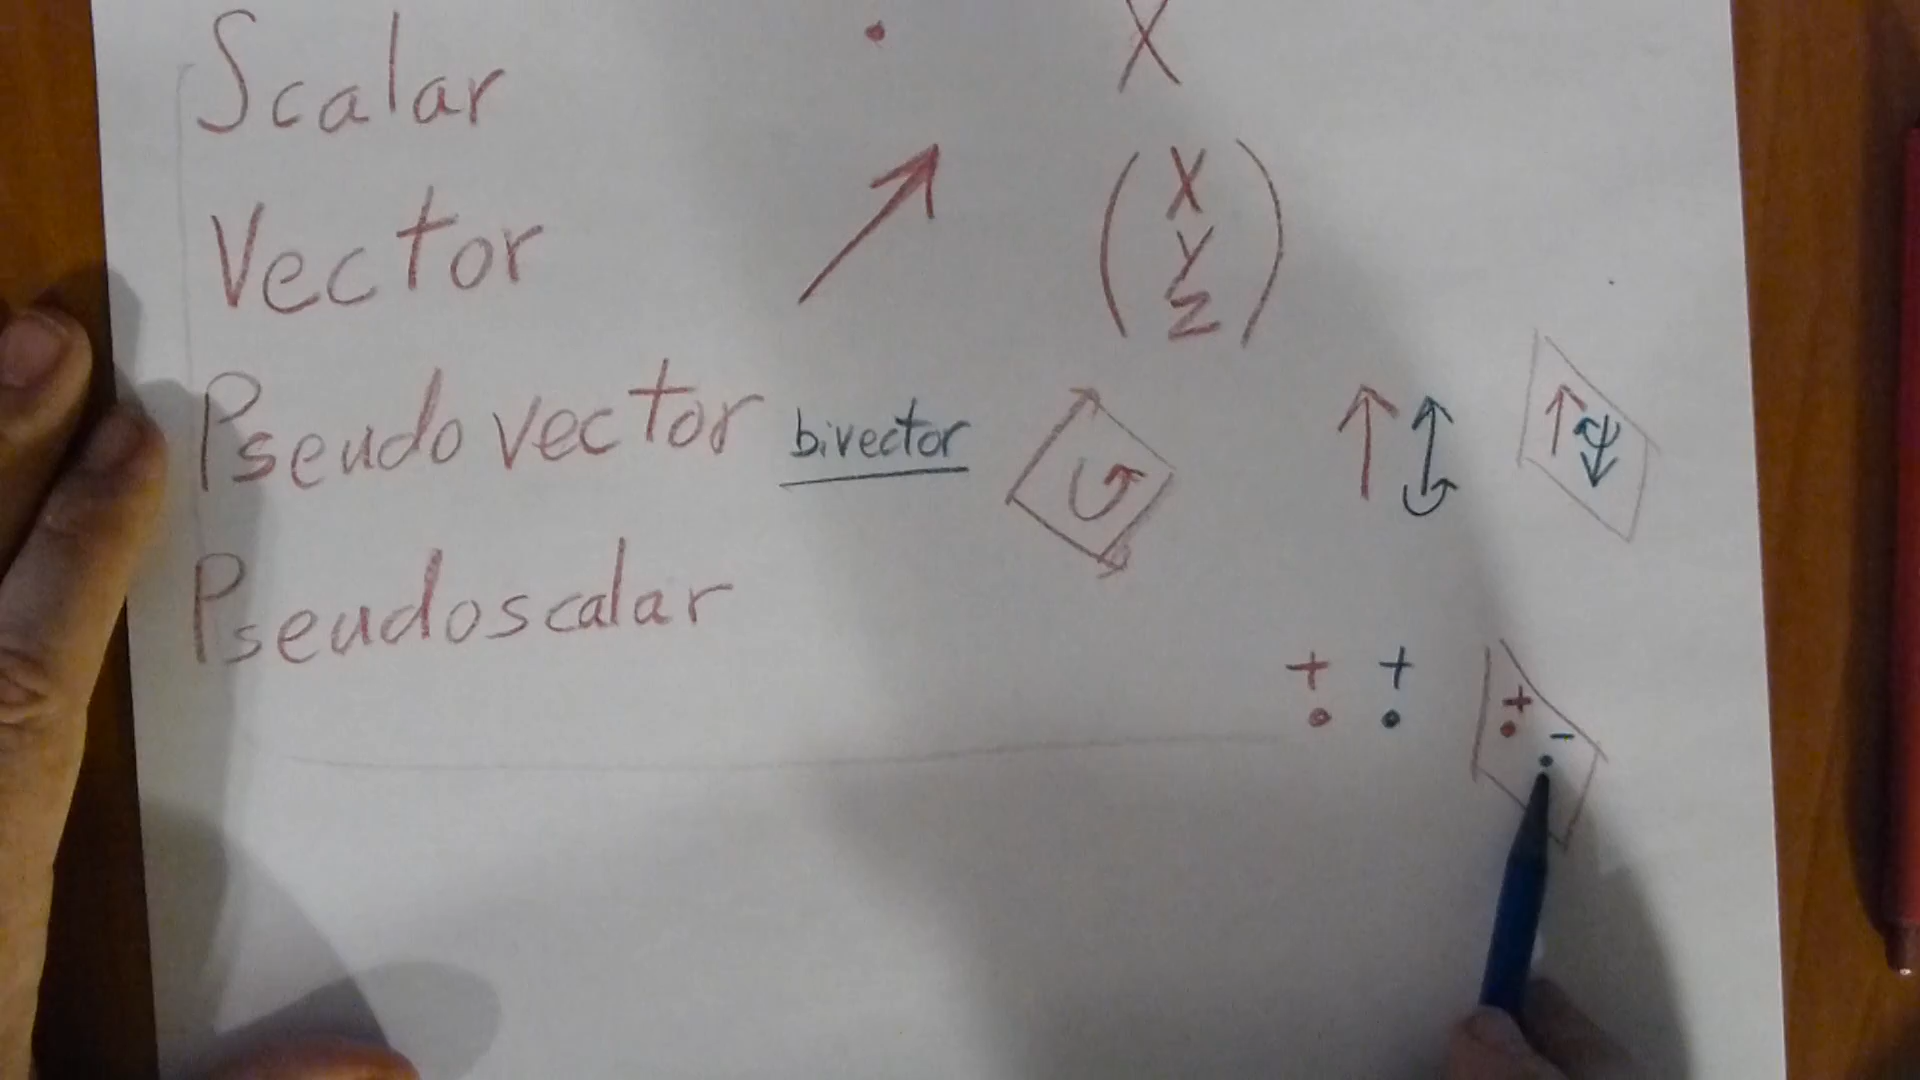 Scalar X
Vector
X
y
z
Pseudovector bivector
Pseudoscalar
+ + + -